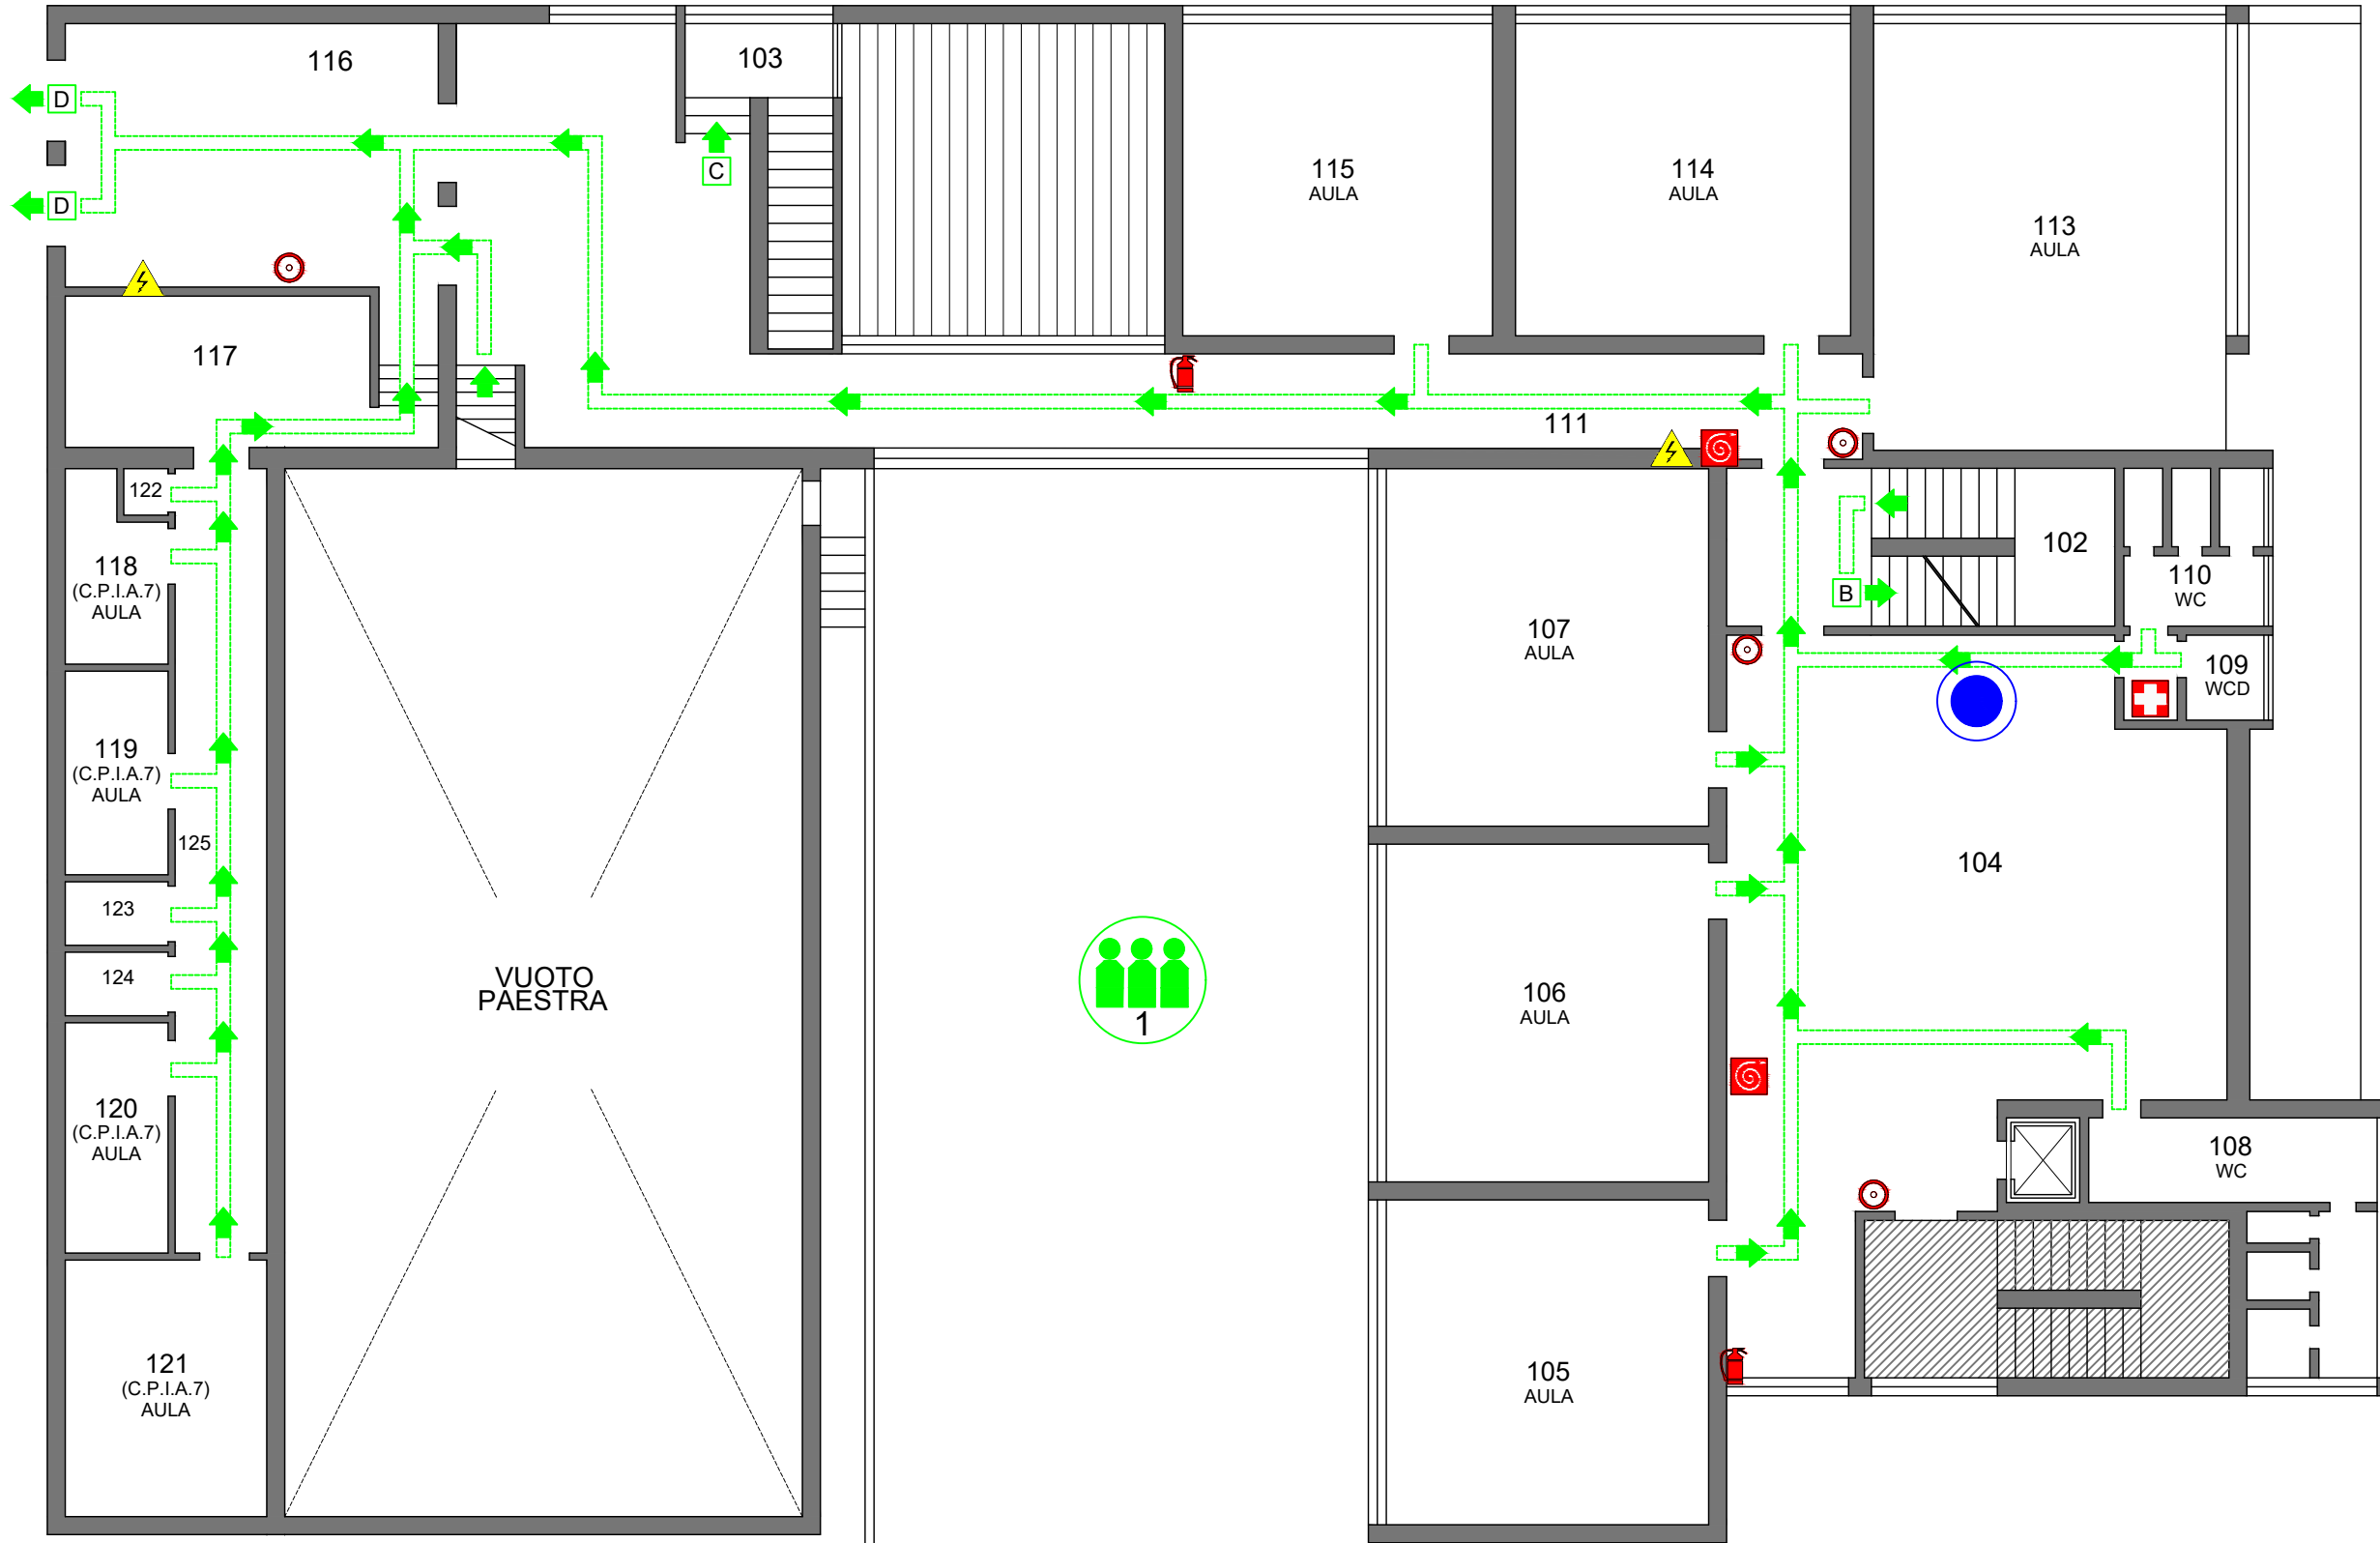 116
103
D
C
115
AULA
114
AULA
D
113
AULA
117
111
122
118
(C.P.I.A.7)
AULA
102
110
WC
B
107
AULA
109
WCD
119
(C.P.I.A.7)
AULA
125
104
123
124
VUOTO
PAESTRA
106
AULA
1
120
(C.P.I.A.7)
AULA
108
WC
121
(C.P.I.A.7)
AULA
105
AULA